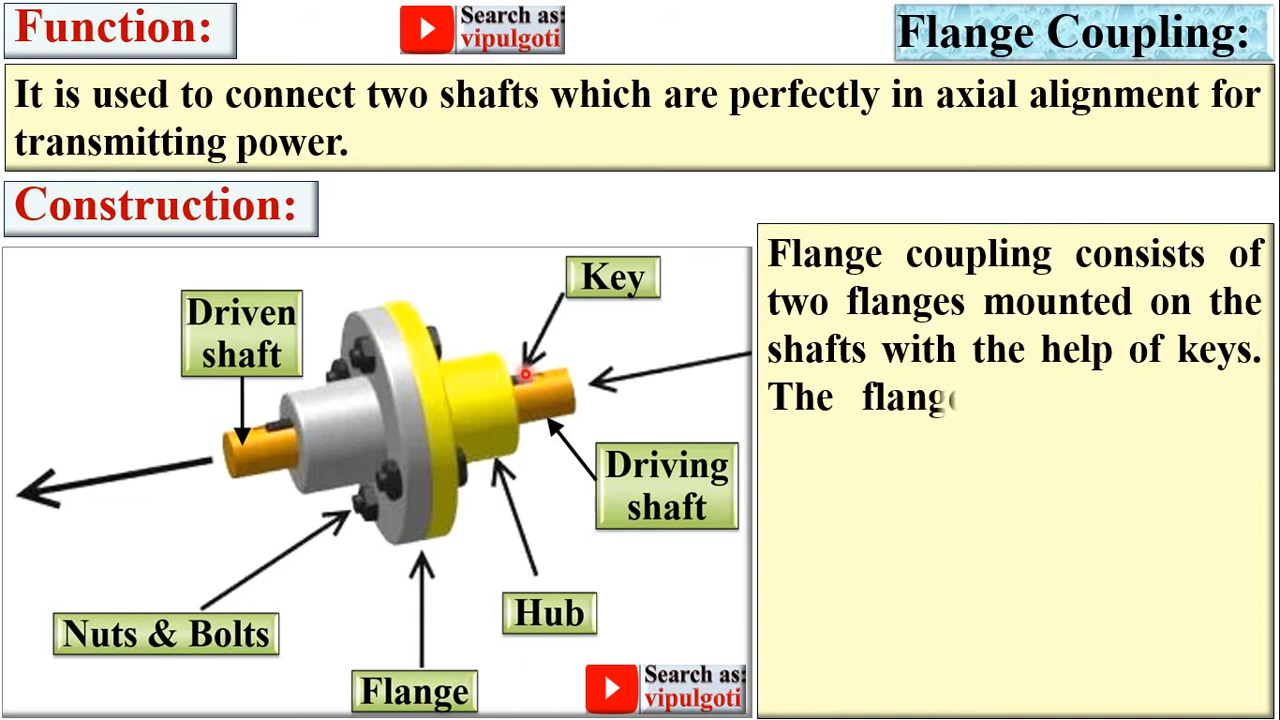 Function:
Search as:
vipulgoti
Flange Coupling:
It is used to connect two shafts which are perfectly in axial alignment for
transmitting power.
Construction:
Driven
shaft
Key
Driving
shaft
Hub
Nuts & Bolts
Flange
Search as:
vipulgoti
Flange coupling consists of
two flanges mounted on the
shafts with the help of keys.
The flange